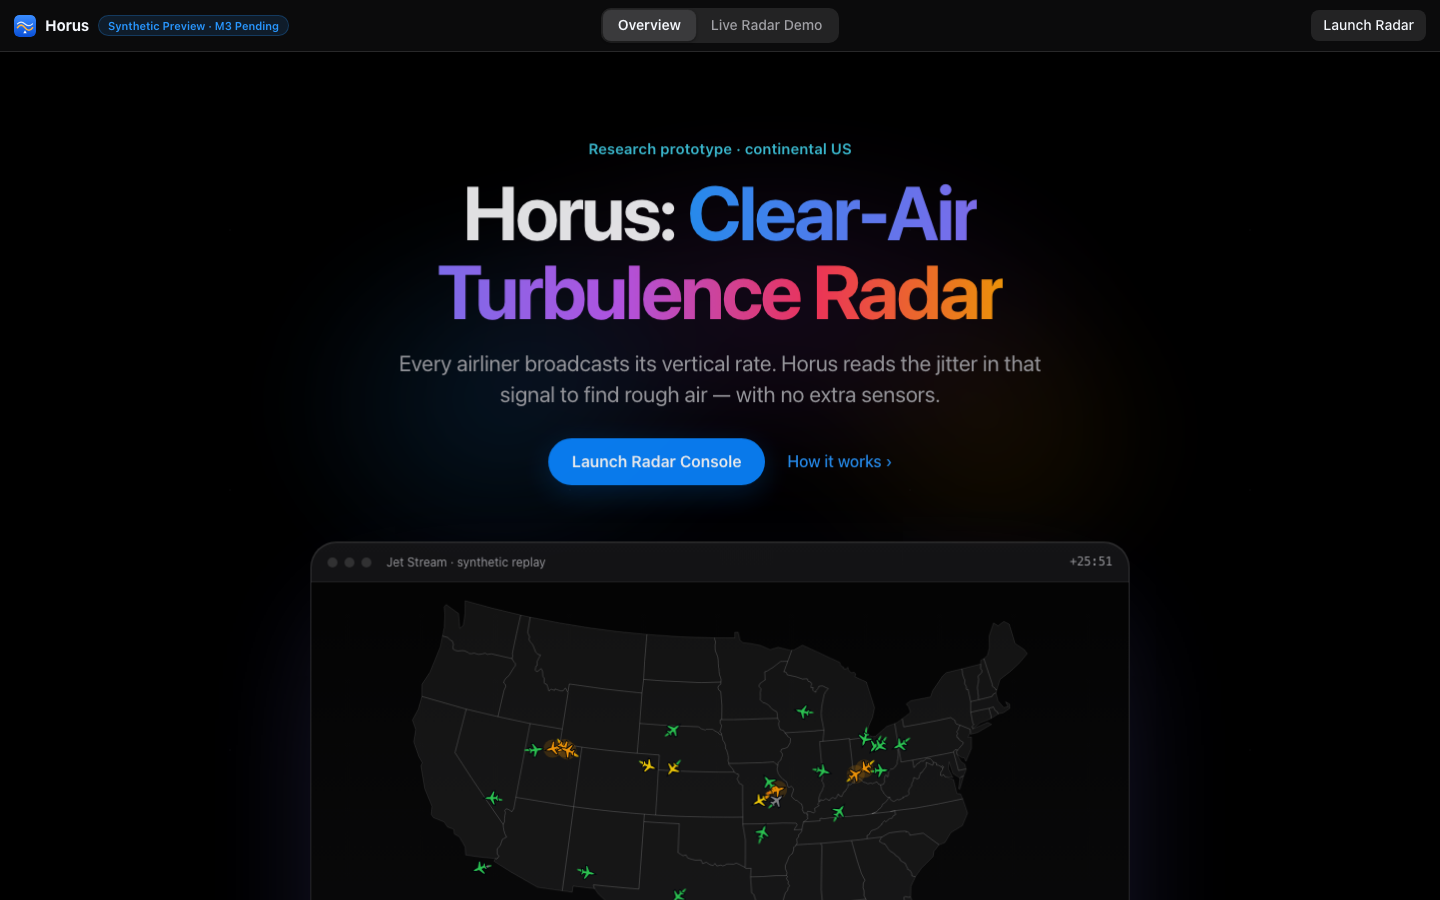 Horus
Synthetic Preview · M3 Pending
Overview
Live Radar Demo
Launch Radar
Research prototype · continental US
Horus: Clear-Air
Turbulence Radar
Every airliner broadcasts its vertical rate. Horus reads the jitter in that
signal to find rough air — with no extra sensors.
Launch Radar Console
How it works ›
Jet Stream · synthetic replay
+25:51